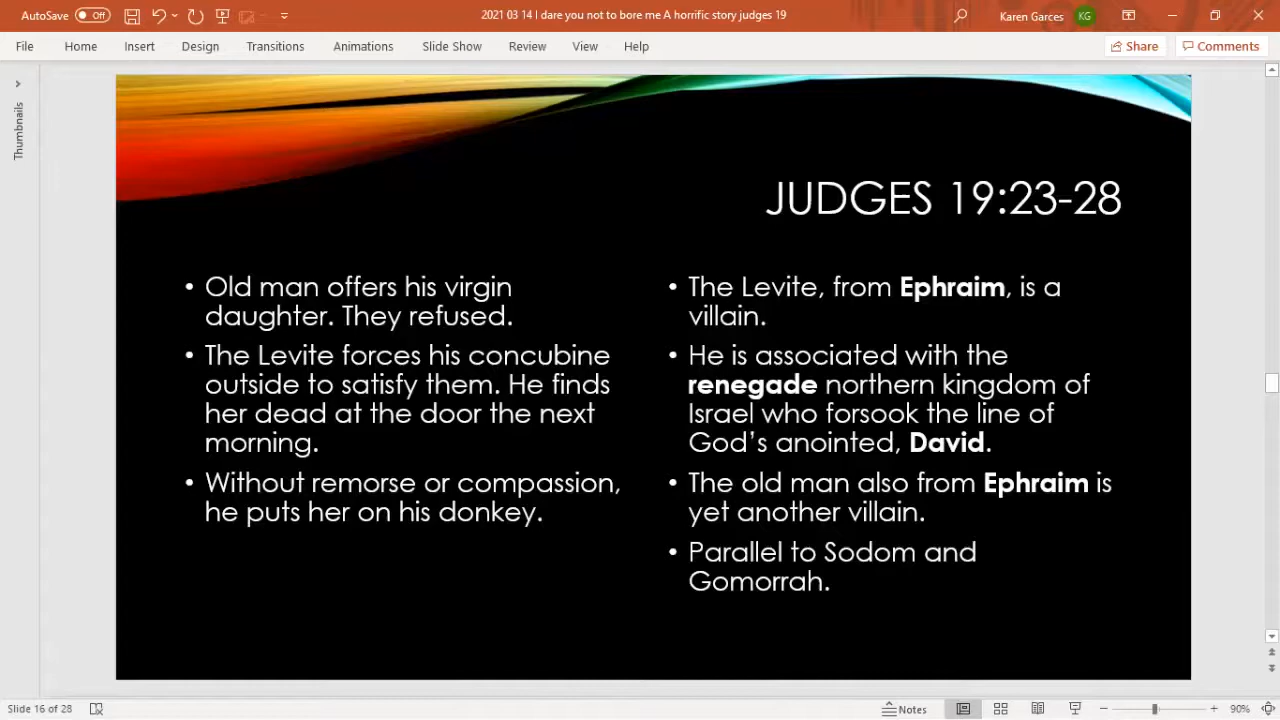 AutoSave Off
2021 03 14 I dare you not to bore me A horrific story judges 19
Karen Garces KG
File Home Insert Design Transitions Animations Slide Show Review View Help
Share Comments
Thumbnails
JUDGES 19:23-28
• Old man offers his virgin
daughter. They refused.
• The Levite forces his concubine
outside to satisfy them. He finds
her dead at the door the next
morning.
• Without remorse or compassion,
he puts her on his donkey.
• The Levite, from Ephraim, is a
villain.
• He is associated with the
renegade northern kingdom of
Israel who forsook the line of
God's anointed, David.
• The old man also from Ephraim is
yet another villain.
• Parallel to Sodom and
Gomorrah.
Slide 16 of 28
Notes
90%